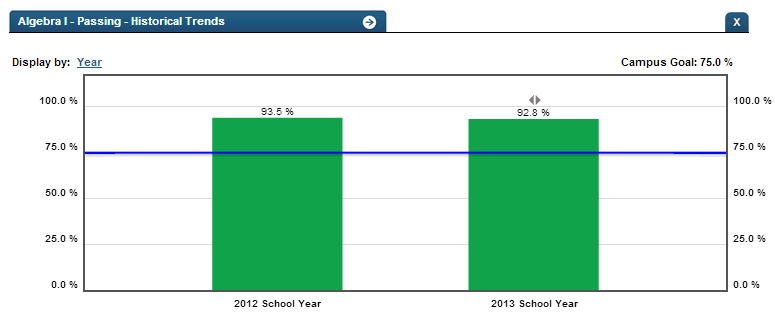 Algebra I - Passing - Historical Trends X
Display by: Year Campus Goal: 75.0 %
100.0 % 93.5 % 92.8 % 100.0 %
75.0 % 75.0 %
50.0 % 50.0 %
25.0 % 25.0 %
0.0 % 0.0 %
2012 School Year 2013 School Year